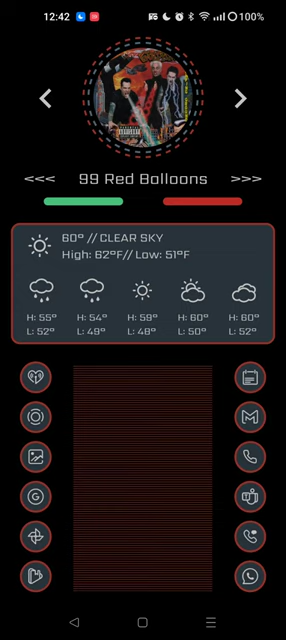 12:42
100%
<<< 99 Red Balloons >>>
60° // CLEAR SKY
High: 62°F// Low: 51°F
H: 55° H: 54° H: 59° H: 60° H: 60°
L: 52° L: 49° L: 48° L: 50° L: 52°